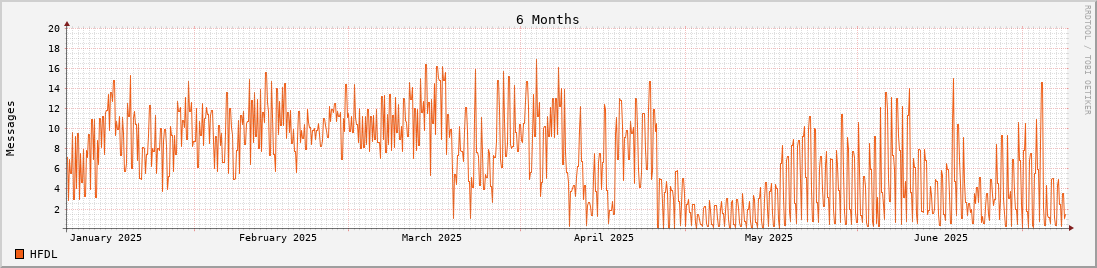 6 Months
RRDTOOL / TOBI OETIKER
Messages
20
18
16
14
12
10
8
6
4
2
January 2025 February 2025 March 2025 April 2025 May 2025 June 2025
HFDL